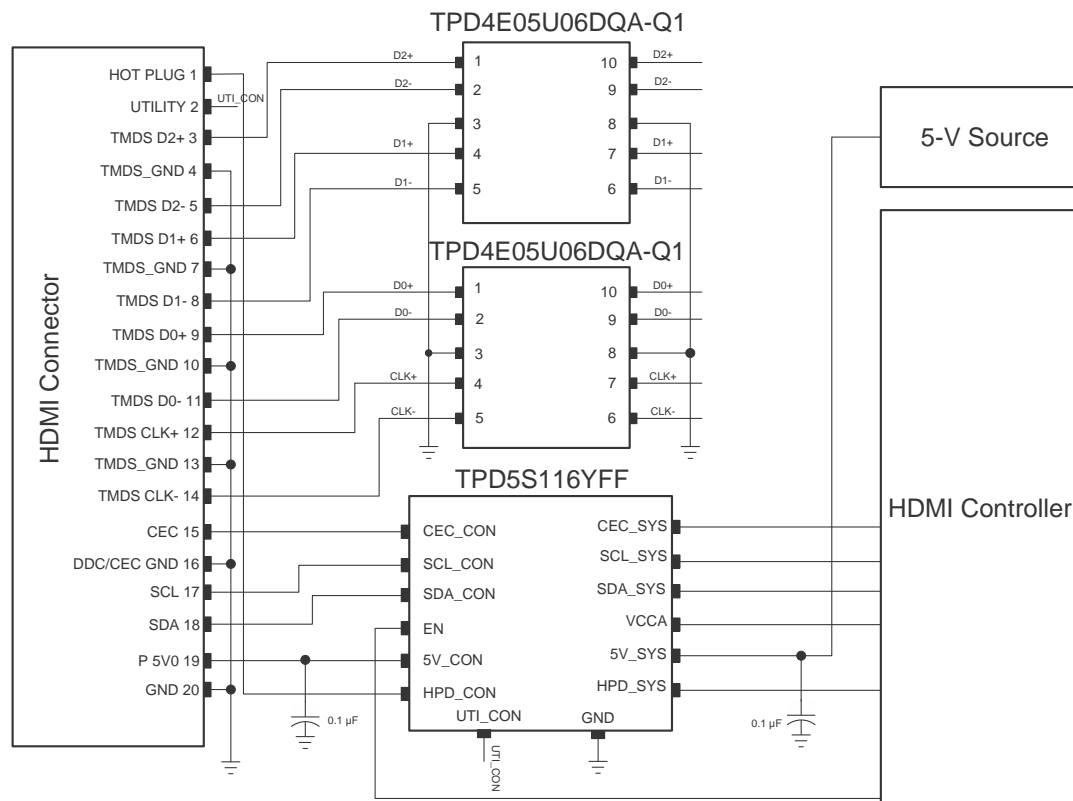 TPD4E05U06DQA-Q1
HDMI Connector
HOT PLUG 1
UTILITY 2
UTI_CON
TMDS D2+ 3
TMDS_GND 4
TMDS D2- 5
TMDS D1+ 6
TMDS_GND 7
TMDS D1- 8
TMDS D0+ 9
TMDS_GND 10
TMDS D0- 11
TMDS CLK+ 12
TMDS_GND 13
TMDS CLK- 14
CEC 15
DDC/CEC GND 16
SCL 17
SDA 18
P 5V0 19
GND 20
0.1 µF
D2+
D2-
D1+
D1-
1
2
3
4
5
10
9
8
7
6
D2+
D2-
D1+
D1-
TPD4E05U06DQA-Q1
D0+
D0-
CLK+
CLK-
1
2
3
4
5
10
9
8
7
6
D0+
D0-
CLK+
CLK-
TPD5S116YFF
CEC_CON
SCL_CON
SDA_CON
EN
5V_CON
HPD_CON
UTI_CON
GND
CEC_SYS
SCL_SYS
SDA_SYS
VCCA
5V_SYS
HPD_SYS
UTI_CON
0.1 µF
5-V Source
HDMI Controller